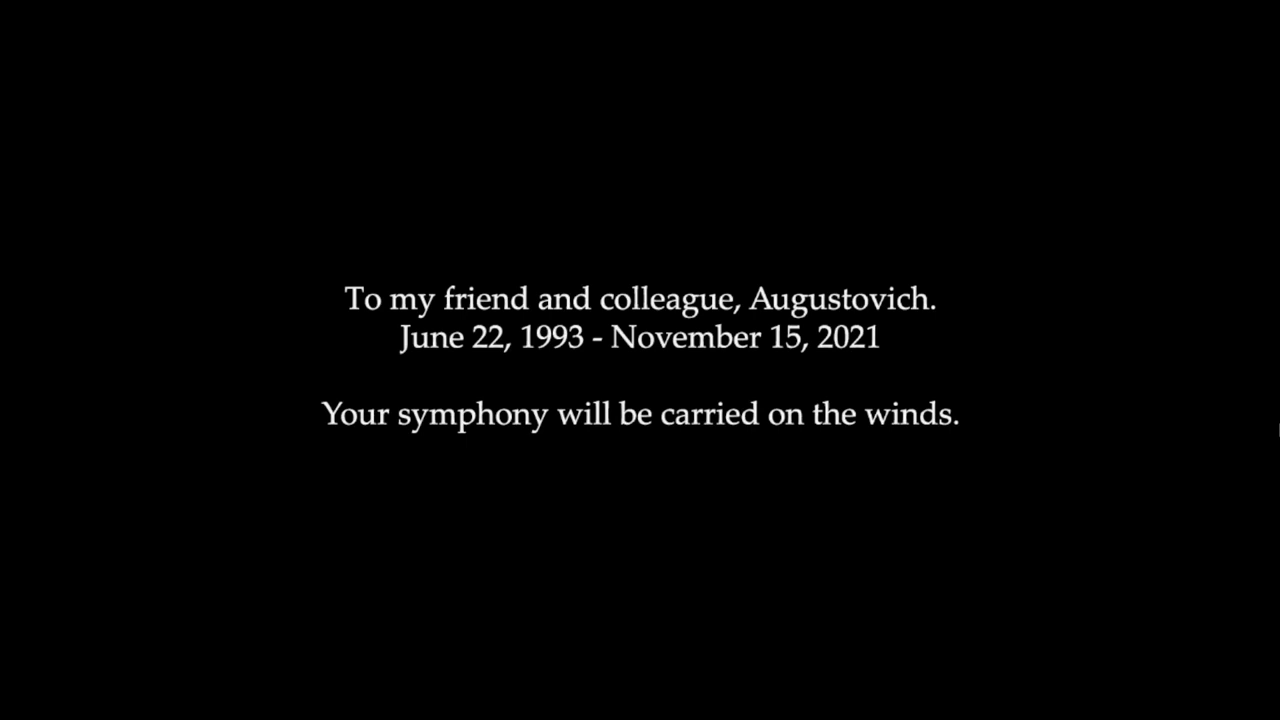 To my friend and colleague, Augustovich.
June 22, 1993 - November 15, 2021
Your symphony will be carried on the winds.